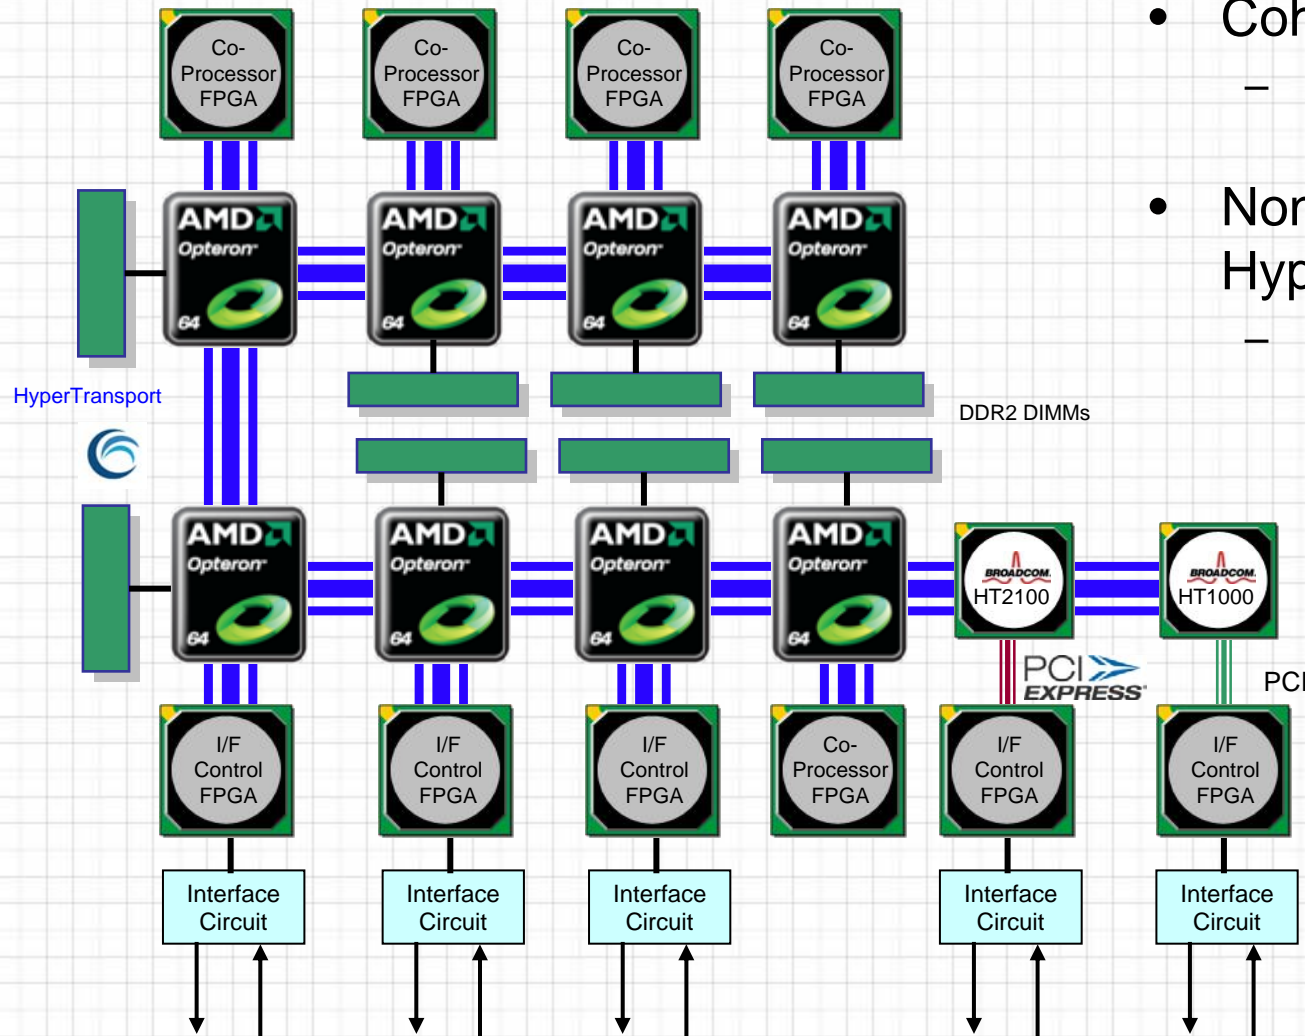 Co-
Processor
FPGA
Co-
Processor
FPGA
Co-
Processor
FPGA
Co-
Processor
FPGA
AMD
Opteron
64
AMD
Opteron
64
AMD
Opteron
64
AMD
Opteron
64
HyperTransport
DDR2 DIMMs
AMD
Opteron
64
AMD
Opteron
64
AMD
Opteron
64
AMD
Opteron
64
BROADCOM.
HT2100
BROADCOM.
HT1000
PCI
EXPRESS®
I/F
Control
FPGA
I/F
Control
FPGA
I/F
Control
FPGA
Co-
Processor
FPGA
I/F
Control
FPGA
I/F
Control
FPGA
Interface
Circuit
Interface
Circuit
Interface
Circuit
Interface
Circuit
Interface
Circuit